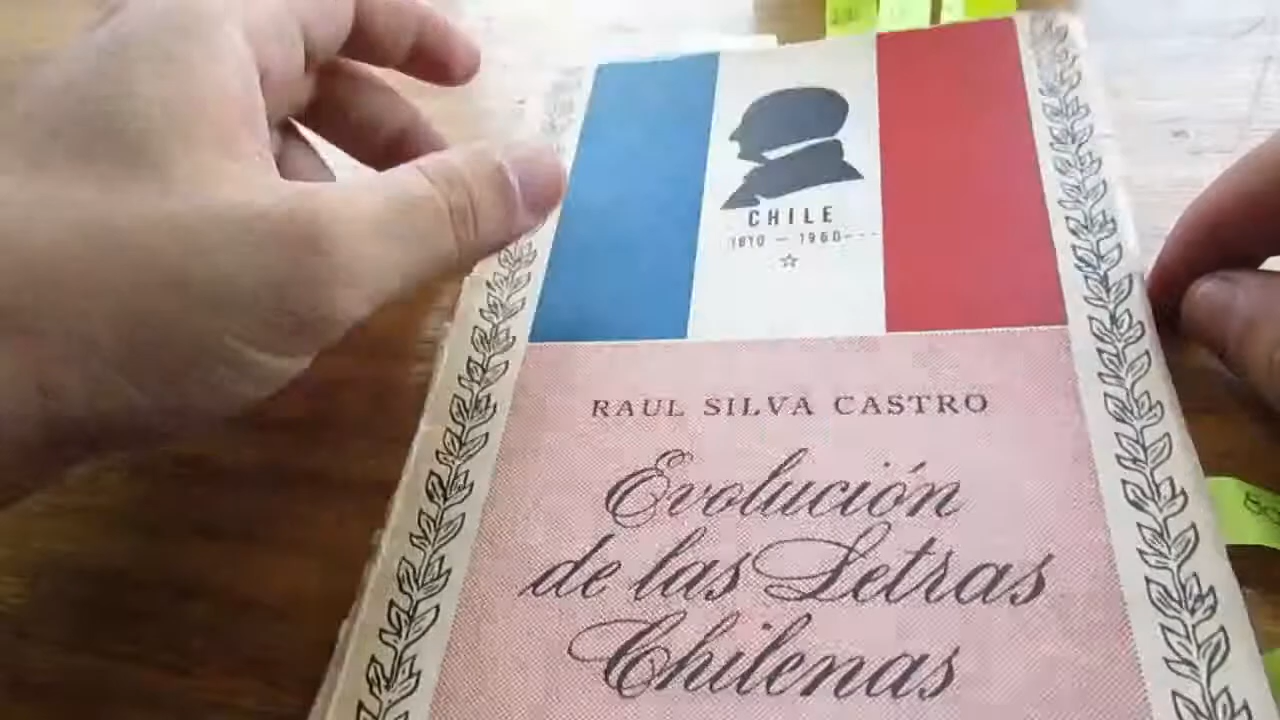 CHILE
1810 — 1960
RAUL SILVA CASTRO
Evolución
de las Letras
Chilenas